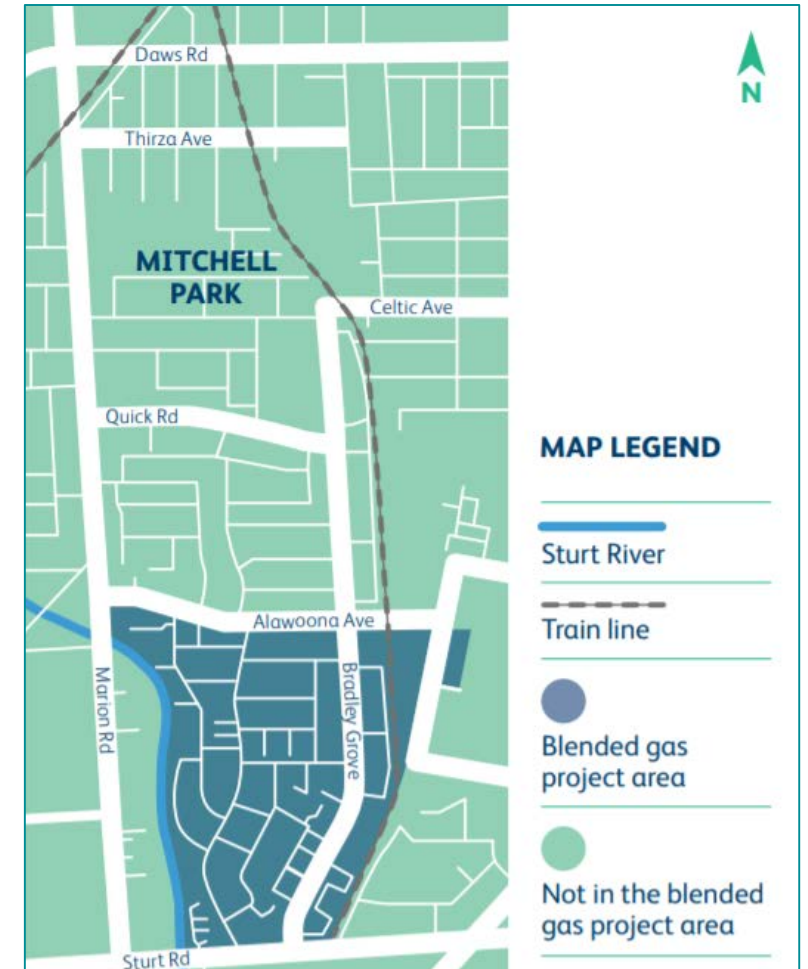 Daws Rd
N
Thirza Ave
MITCHELL
PARK
Celtic Ave
Quick Rd
Alawoona Ave
Marion Rd
Bradley Grove
Sturt Rd
MAP LEGEND
Sturt River
Train line
Blended gas
project area
Not in the blended
gas project area